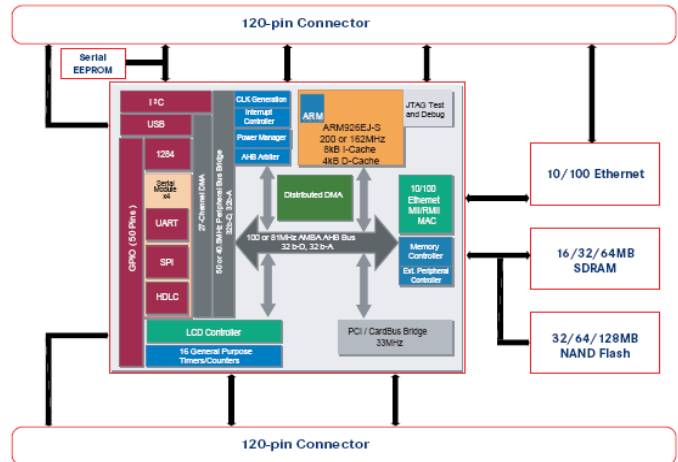 120-pin Connector
Serial
EEPROM
I²C
USB
1284
Serial
Module
x4
UART
SPI
HDLC
GPIO (50 Pins)
27-Channel DMA
50 or 40.5MHz Peripheral Bus Bridge
32b-D, 32b-A
CLK Generation
Interrupt
Controller
Power Manager
AHB Arbiter
ARM
ARM926EJ-S
200 or 162MHz
8kB I-Cache
4kB D-Cache
JTAG Test
and Debug
Distributed DMA
10/100
Ethernet
MII/RMII
MAC
100 or 81MHz AMBA AHB Bus
32 b-D, 32 b-A
Memory
Controller
Ext. Peripheral
Controller
LCD Controller
16 General Purpose
Timers/Counters
PCI / CardBus Bridge
33MHz
10/100 Ethernet
16/32/64MB
SDRAM
32/64/128MB
NAND Flash
120-pin Connector